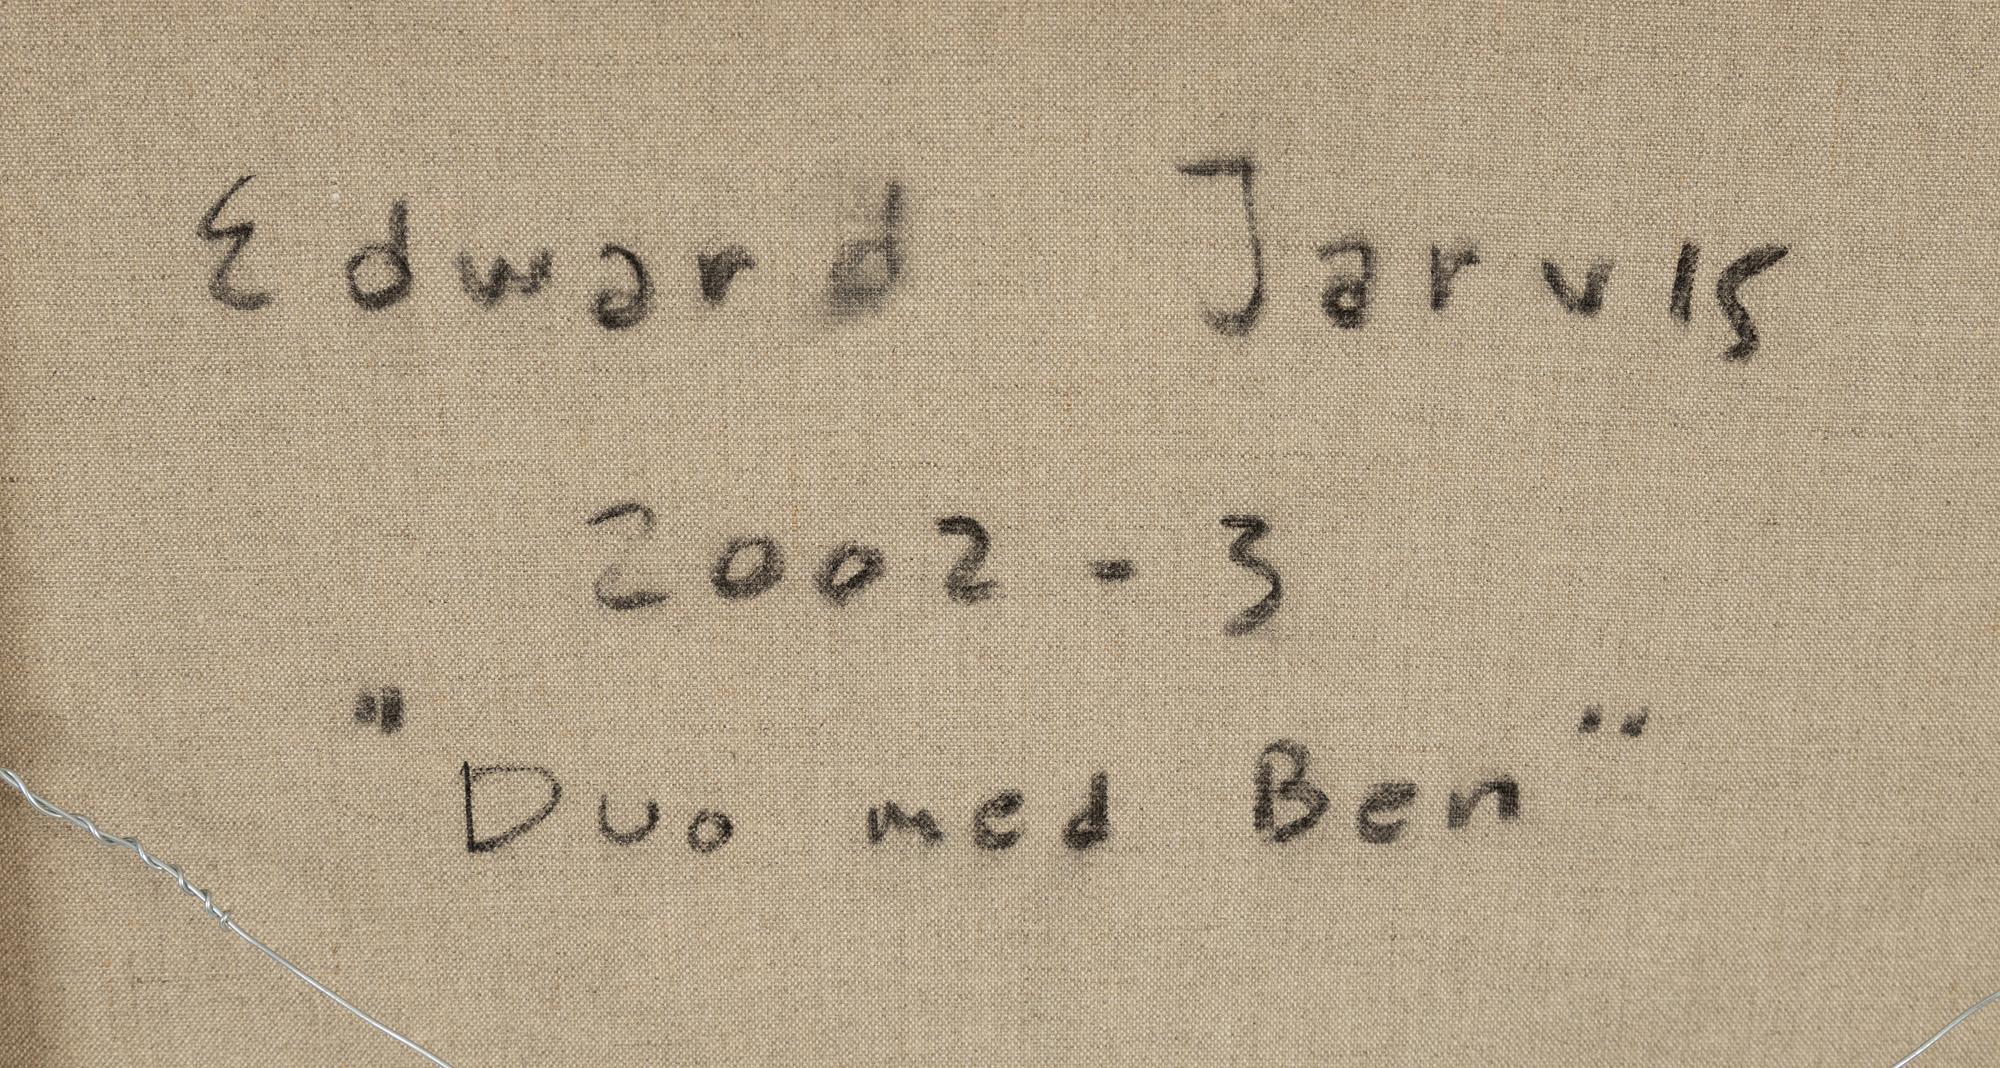 Edward Jarvis
2002 - 3
"Duo med Ben"